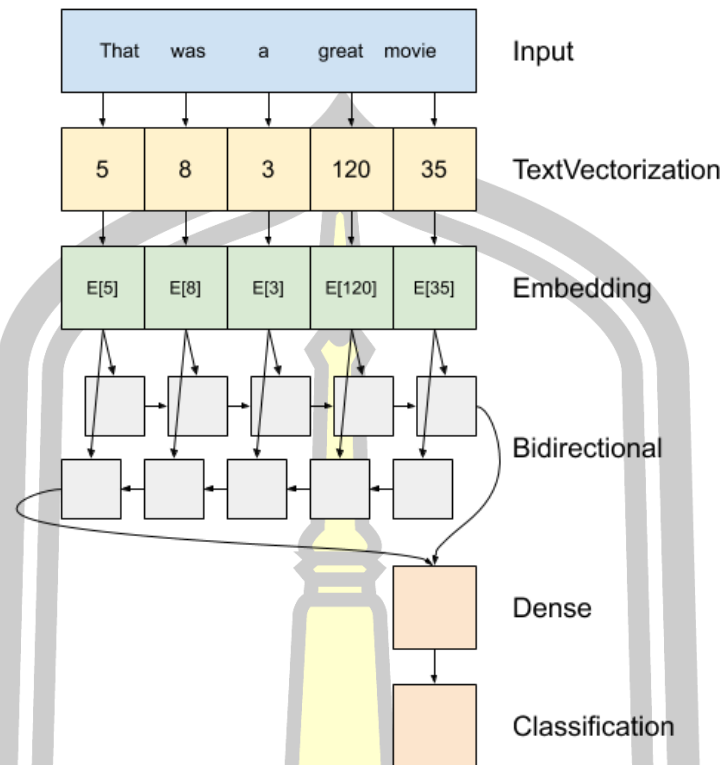 That was a great movie Input
5 8 3 120 35 TextVectorization
E[5] E[8] E[3] E[120] E[35] Embedding
Bidirectional
Dense
Classification